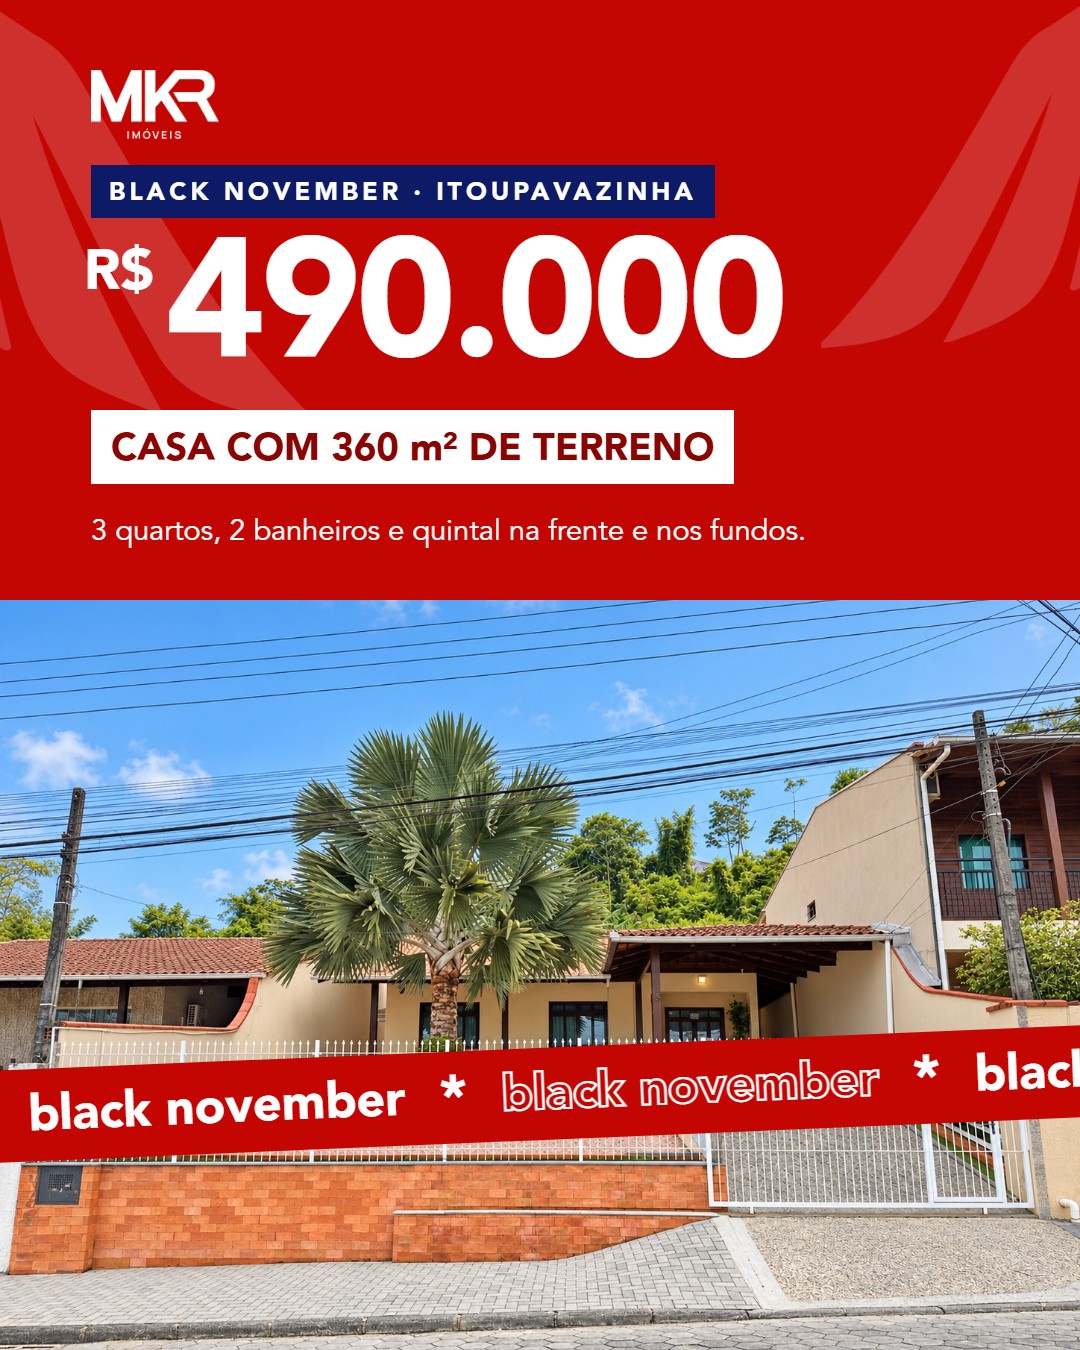 MKR
IMÓVEIS
BLACK NOVEMBER · ITOUPAVAZINHA
R$ 490.000
CASA COM 360 m² DE TERRENO
3 quartos, 2 banheiros e quintal na frente e nos fundos.
black november * black november * blac